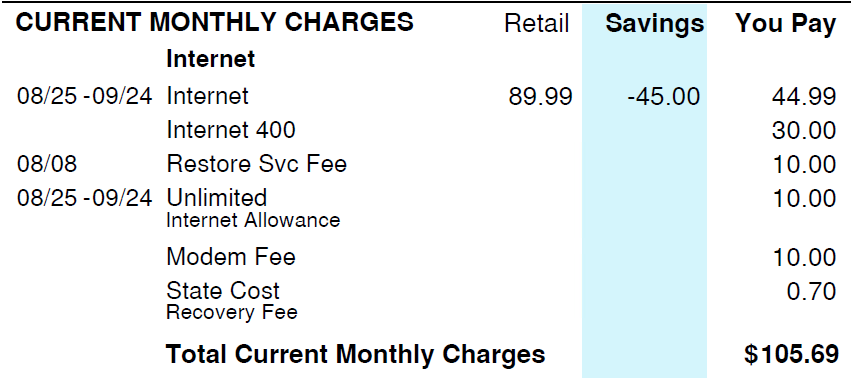 CURRENT MONTHLY CHARGES Retail Savings You Pay
Internet
08/25 -09/24 Internet 89.99 -45.00 44.99
Internet 400 30.00
08/08 Restore Svc Fee 10.00
08/25 -09/24 Unlimited 10.00
Internet Allowance
Modem Fee 10.00
State Cost 0.70
Recovery Fee
Total Current Monthly Charges $105.69